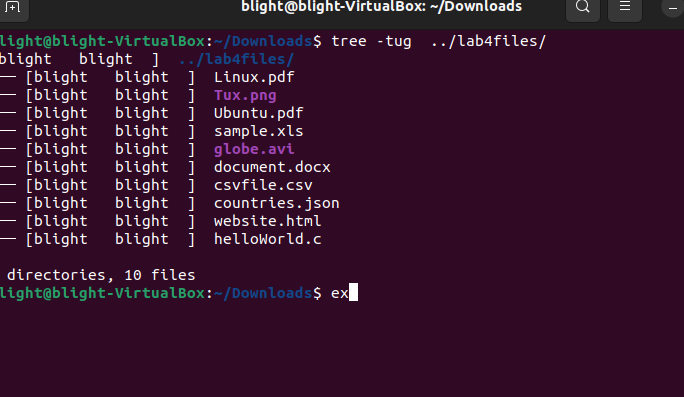 blight@blight-VirtualBox: ~/Downloads
light@blight-VirtualBox:~/Downloads$ tree -tug  ../lab4files/
blight   blight  ]  ../lab4files/
── [blight   blight  ]  Linux.pdf
── [blight   blight  ]  Tux.png
── [blight   blight  ]  Ubuntu.pdf
── [blight   blight  ]  sample.xls
── [blight   blight  ]  globe.avi
── [blight   blight  ]  document.docx
── [blight   blight  ]  csvfile.csv
── [blight   blight  ]  countries.json
── [blight   blight  ]  website.html
── [blight   blight  ]  helloWorld.c
directories, 10 files
light@blight-VirtualBox:~/Downloads$ ex